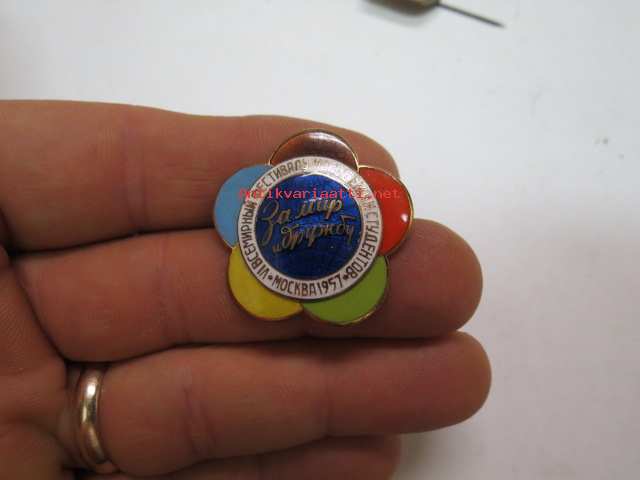 VI ВСЕМИРНЫЙ ФЕСТИВАЛЬ МОЛОДЕЖИ И СТУДЕНТОВ
За мир
и дружбу
МОСКВА 1957
Antikvariaatti.net